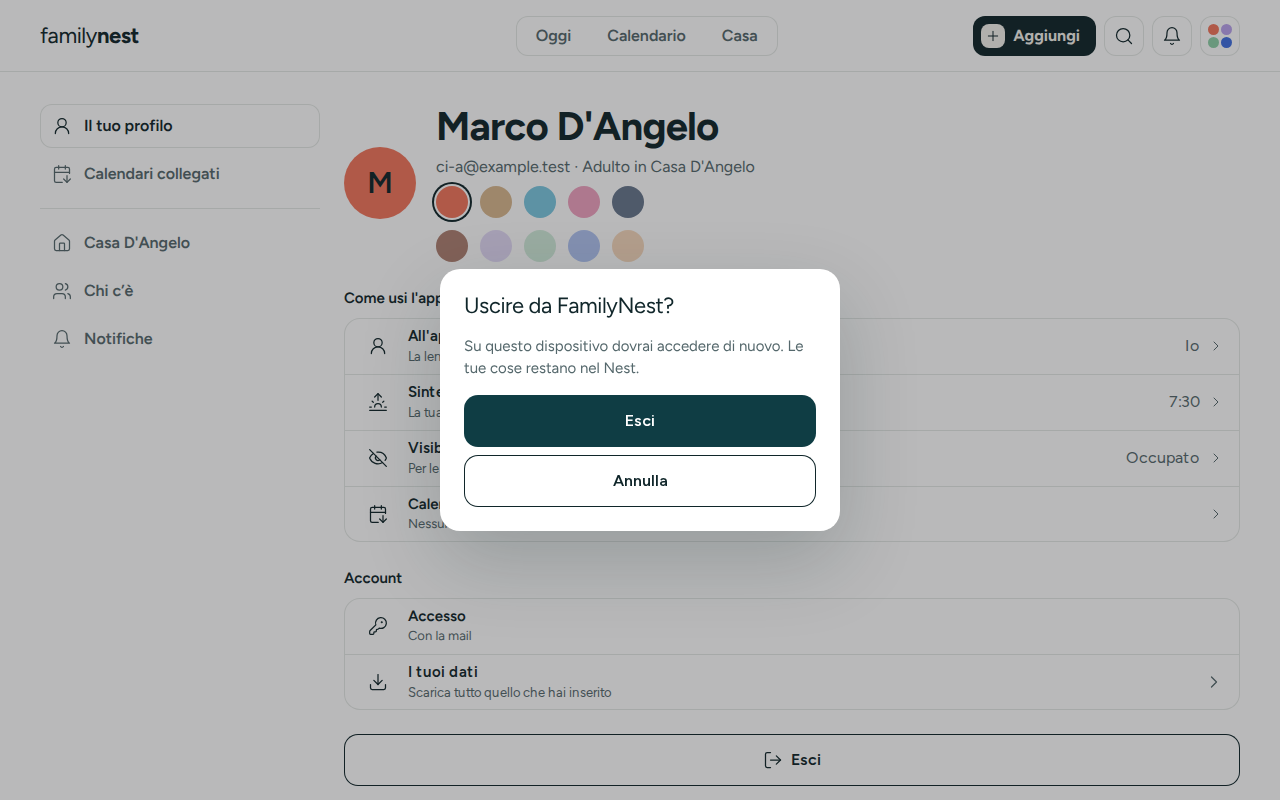 familynest
Oggi
Calendario
Casa
Aggiungi
Il tuo profilo
Calendari collegati
Casa D'Angelo
Chi c'è
Notifiche
M
Marco D'Angelo
ci-a@example.test · Adulto in Casa D'Angelo
Come usi l'app
All'ap
La len
Io
Sinte
La tua
7:30
Visib
Per le
Occupato
Calen
Nessu
Uscire da FamilyNest?
Su questo dispositivo dovrai accedere di nuovo. Le
tue cose restano nel Nest.
Esci
Annulla
Account
Accesso
Con la mail
I tuoi dati
Scarica tutto quello che hai inserito
Esci